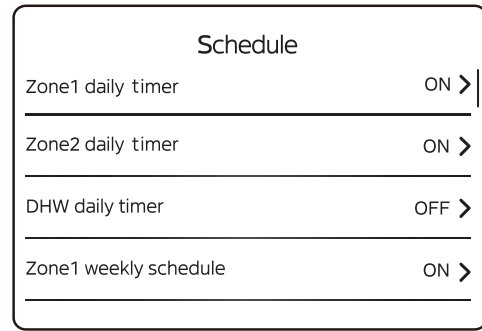 Schedule
Zone1 daily timer ON
Zone2 daily timer ON
DHW daily timer OFF
Zone1 weekly schedule ON